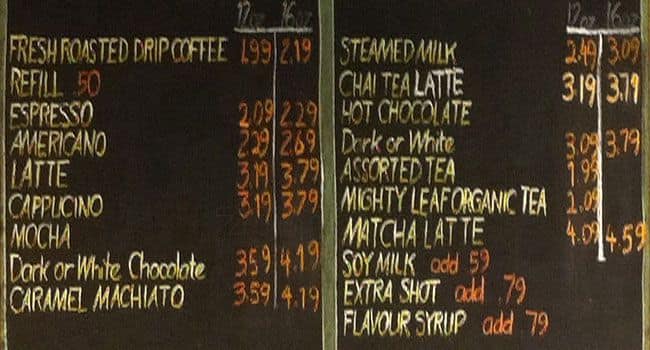 12oz 16oz
FRESH ROASTED DRIP COFFEE 1.99 2.19
REFILL .50
ESPRESSO 2.09 2.29
AMERICANO 2.29 2.69
LATTE 3.19 3.79
CAPPUCINO 3.19 3.79
MOCHA
Dark or White Chocolate 3.59 4.19
CARAMEL MACHIATO 3.59 4.19
12oz 16oz
STEAMED MILK 2.49 3.09
CHAI TEA LATTE 3.19 3.79
HOT CHOCOLATE
Dark or White 3.09 3.79
ASSORTED TEA 1.99
MIGHTY LEAF ORGANIC TEA 2.09
MATCHA LATTE 4.09 4.59
SOY MILK add 59
EXTRA SHOT add .79
FLAVOUR SYRUP add 79